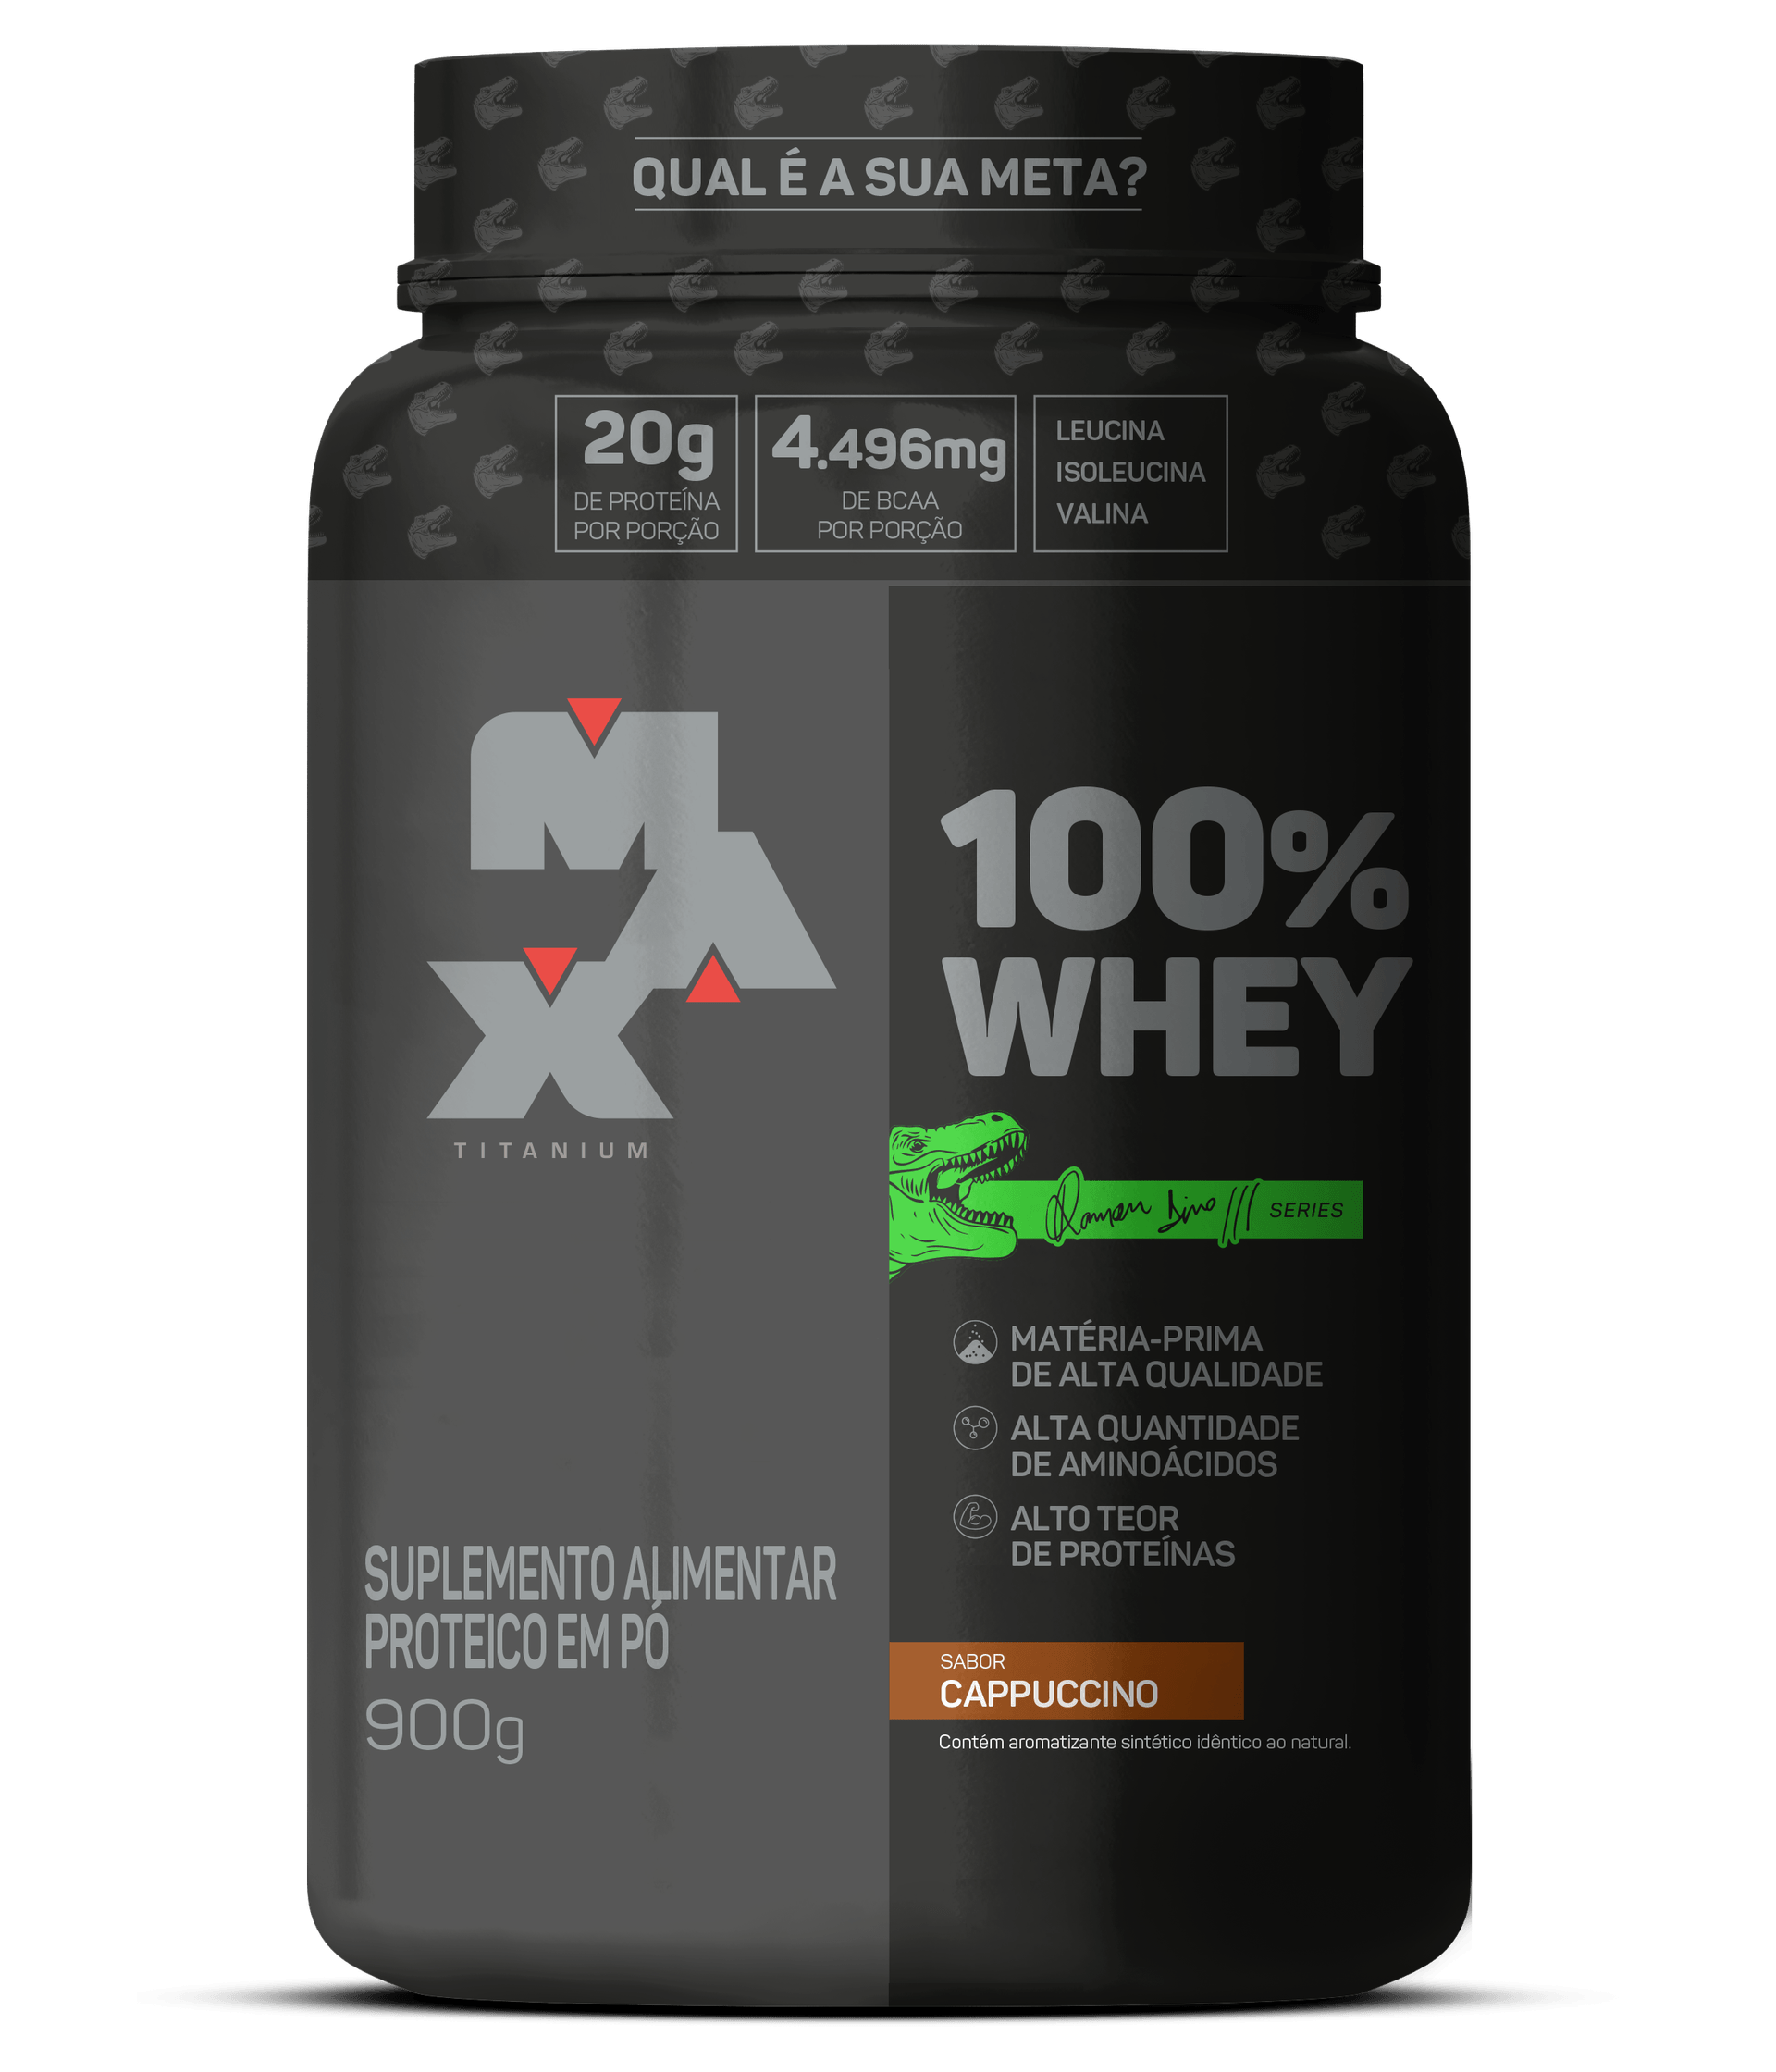 QUAL É A SUA META?
20g
DE PROTEÍNA
POR PORÇÃO
4.496mg
DE BCAA
POR PORÇÃO
LEUCINA
ISOLEUCINA
VALINA
MAX
TITANIUM
100%
WHEY
Ramon Dino SERIES
MATÉRIA-PRIMA
DE ALTA QUALIDADE
ALTA QUANTIDADE
DE AMINOÁCIDOS
ALTO TEOR
DE PROTEÍNAS
SUPLEMENTO ALIMENTAR
PROTEICO EM PÓ
900g
SABOR
CAPPUCCINO
Contém aromatizante sintético idêntico ao natural.